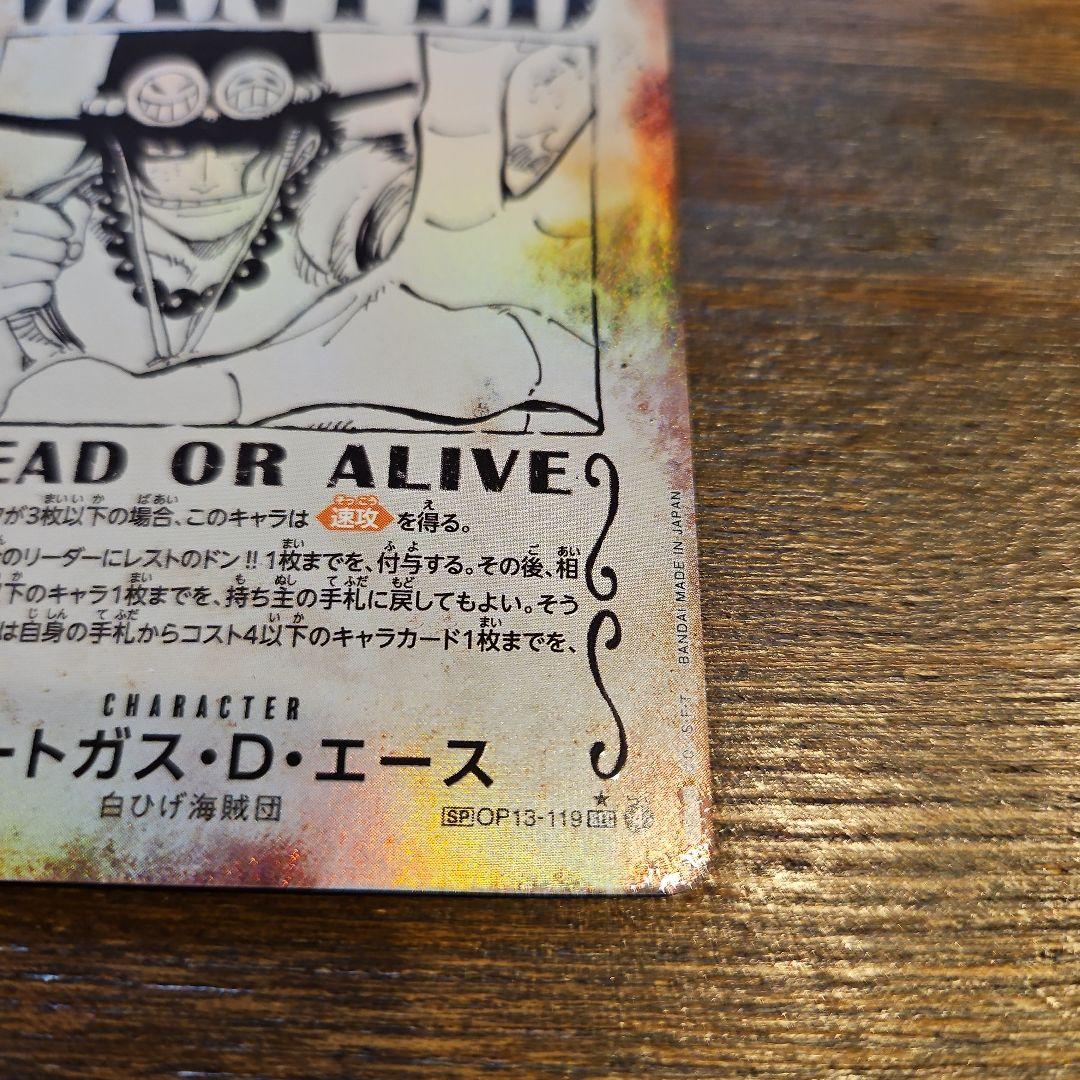 WANTED
EAD OR ALIVE
が3枚以下の場合、このキャラは 速攻 を得る。
のリーダーにレストのドン!!1枚までを、付与する。その後、相
下のキャラ1枚までを、持ち主の手札に戻してもよい。そう
は自身の手札からコスト4以下のキャラカード1枚までを、
CHARACTER
ートガス・D・エース
白ひげ海賊団
SP OP13-119
BANDAI MADE IN JAPAN